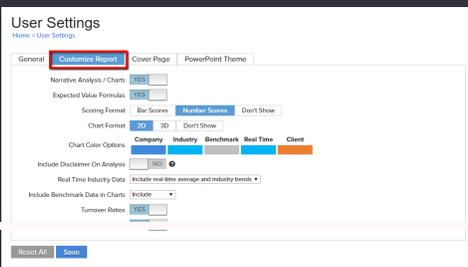 User Settings
Home > User Settings
General Customize Report Cover Page PowerPoint Theme
Narrative Analysis / Charts YES
Expected Value Formulas YES
Scoring Format Bar Scores Number Scores Don't Show
Chart Format 2D 3D Don't Show
Company Industry Benchmark Real Time Client
Chart Color Options
Include Disclaimer On Analysis NO ?
Real Time Industry Data Include real-time average and industry trends
Include Benchmark Data in Charts Include
Turnover Ratios YES
Reset All Save